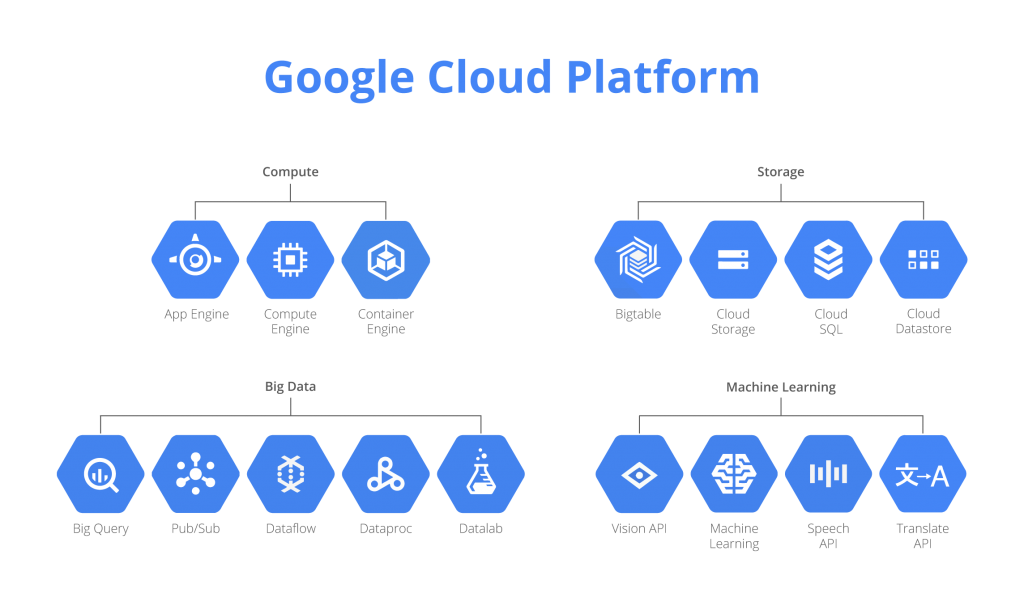 Google Cloud Platform
Compute
App Engine
Compute
Engine
Container
Engine
Storage
Bigtable
Cloud
Storage
Cloud
SQL
Cloud
Datastore
Big Data
Big Query
Pub/Sub
Dataflow
Dataproc
Datalab
Machine Learning
Vision API
Machine
Learning
Speech
API
文→A
Translate
API